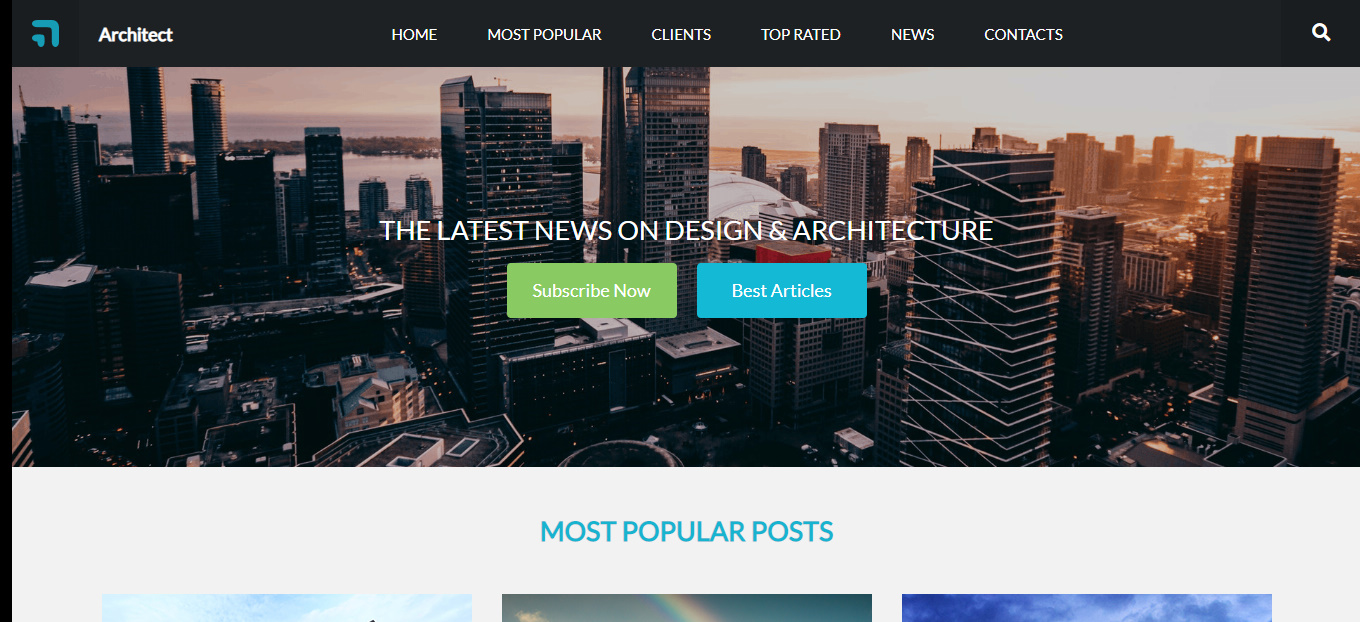 Architect
HOME MOST POPULAR CLIENTS TOP RATED NEWS CONTACTS
THE LATEST NEWS ON DESIGN & ARCHITECTURE
Subscribe Now
Best Articles
MOST POPULAR POSTS